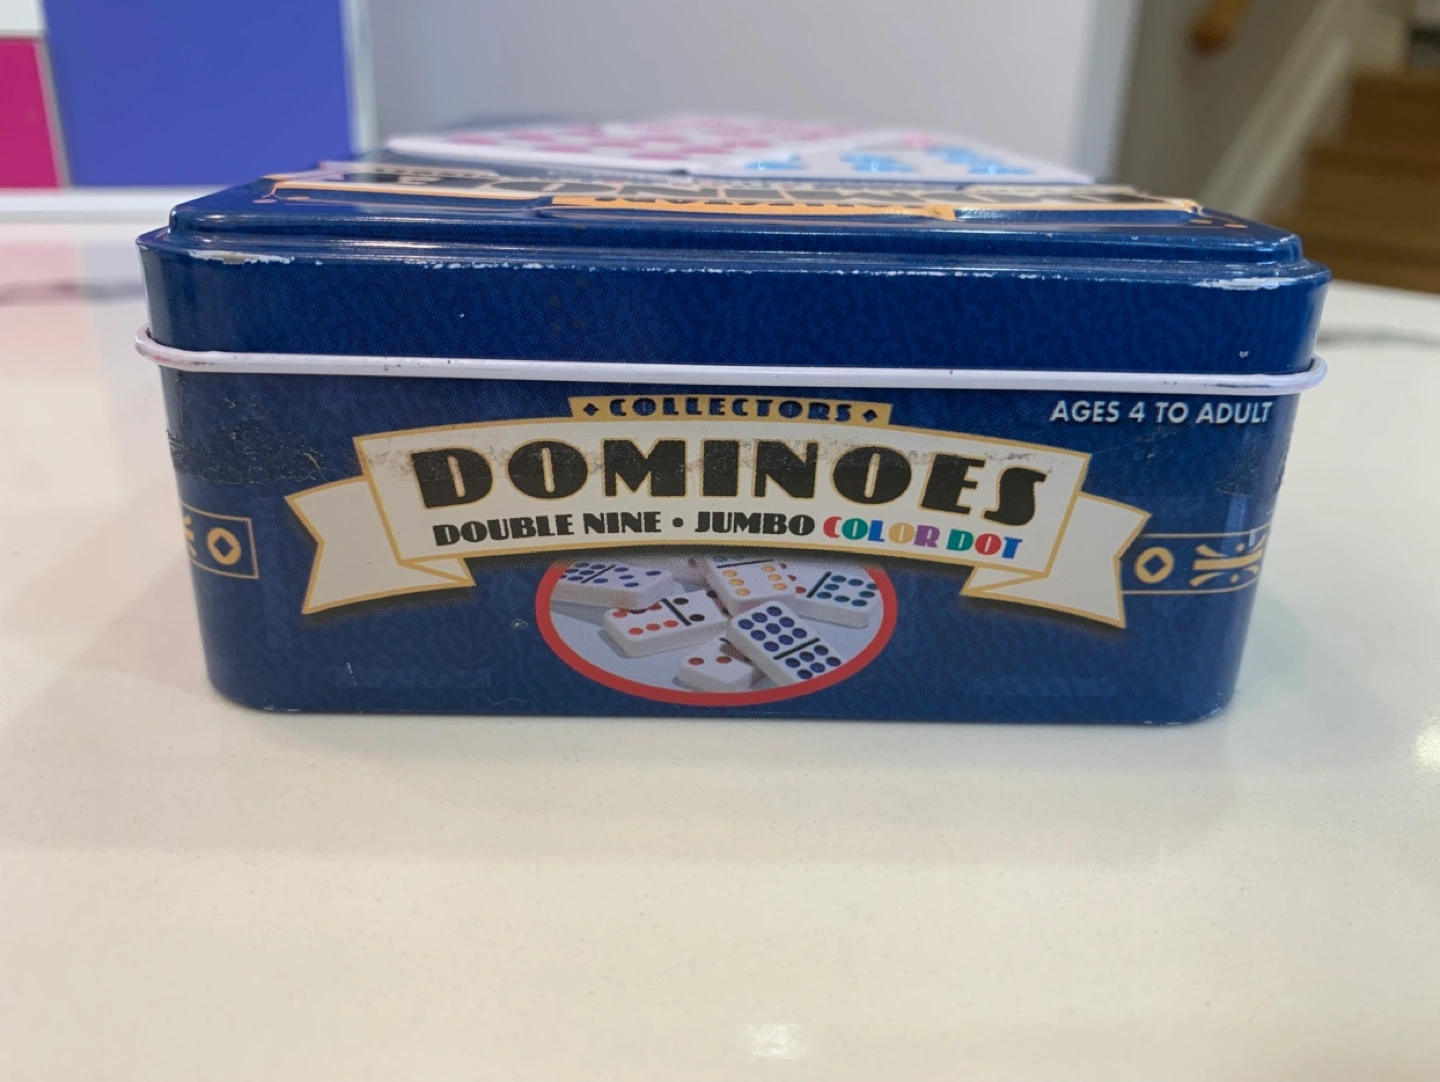 COLLECTORS
AGES 4 TO ADULT
DOMINOES
DOUBLE NINE • JUMBO COLOR DOT